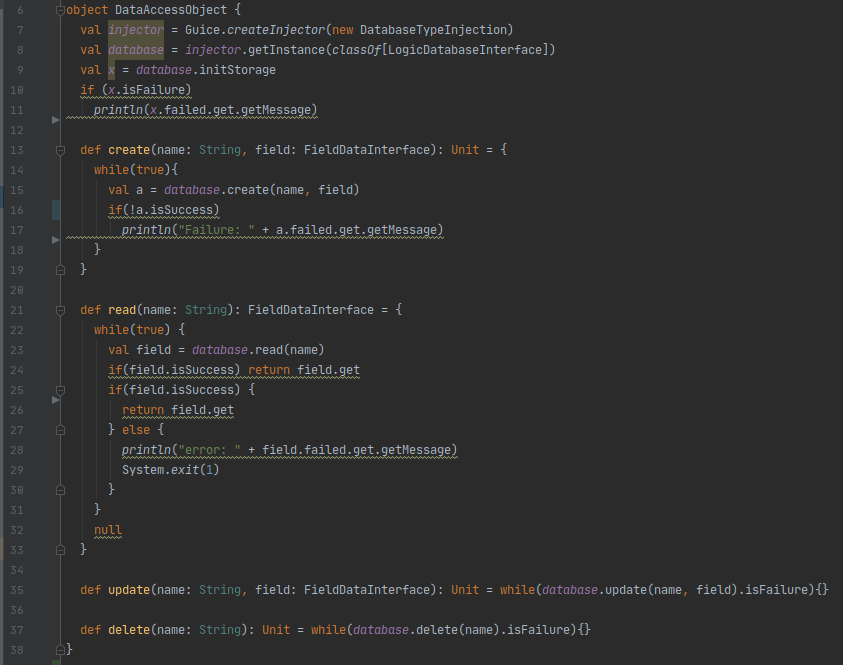 6 object DataAccessObject {
7   val injector = Guice.createInjector(new DatabaseTypeInjection)
8   val database = injector.getInstance(classOf[LogicDatabaseInterface])
9   val x = database.initStorage
10   if (x.isFailure)
11     println(x.failed.get.getMessage)
12
13   def create(name: String, field: FieldDataInterface): Unit = {
14     while(true){
15       val a = database.create(name, field)
16       if(!a.isSuccess)
17         println("Failure: " + a.failed.get.getMessage)
18     }
19   }
20
21   def read(name: String): FieldDataInterface = {
22     while(true) {
23       val field = database.read(name)
24       if(field.isSuccess) return field.get
25       if(field.isSuccess) {
26         return field.get
27       } else {
28         println("error: " + field.failed.get.getMessage)
29         System.exit(1)
30       }
31     }
32     null
33   }
34
35   def update(name: String, field: FieldDataInterface): Unit = while(database.update(name, field).isFailure){}
36
37   def delete(name: String): Unit = while(database.delete(name).isFailure){}
38 }